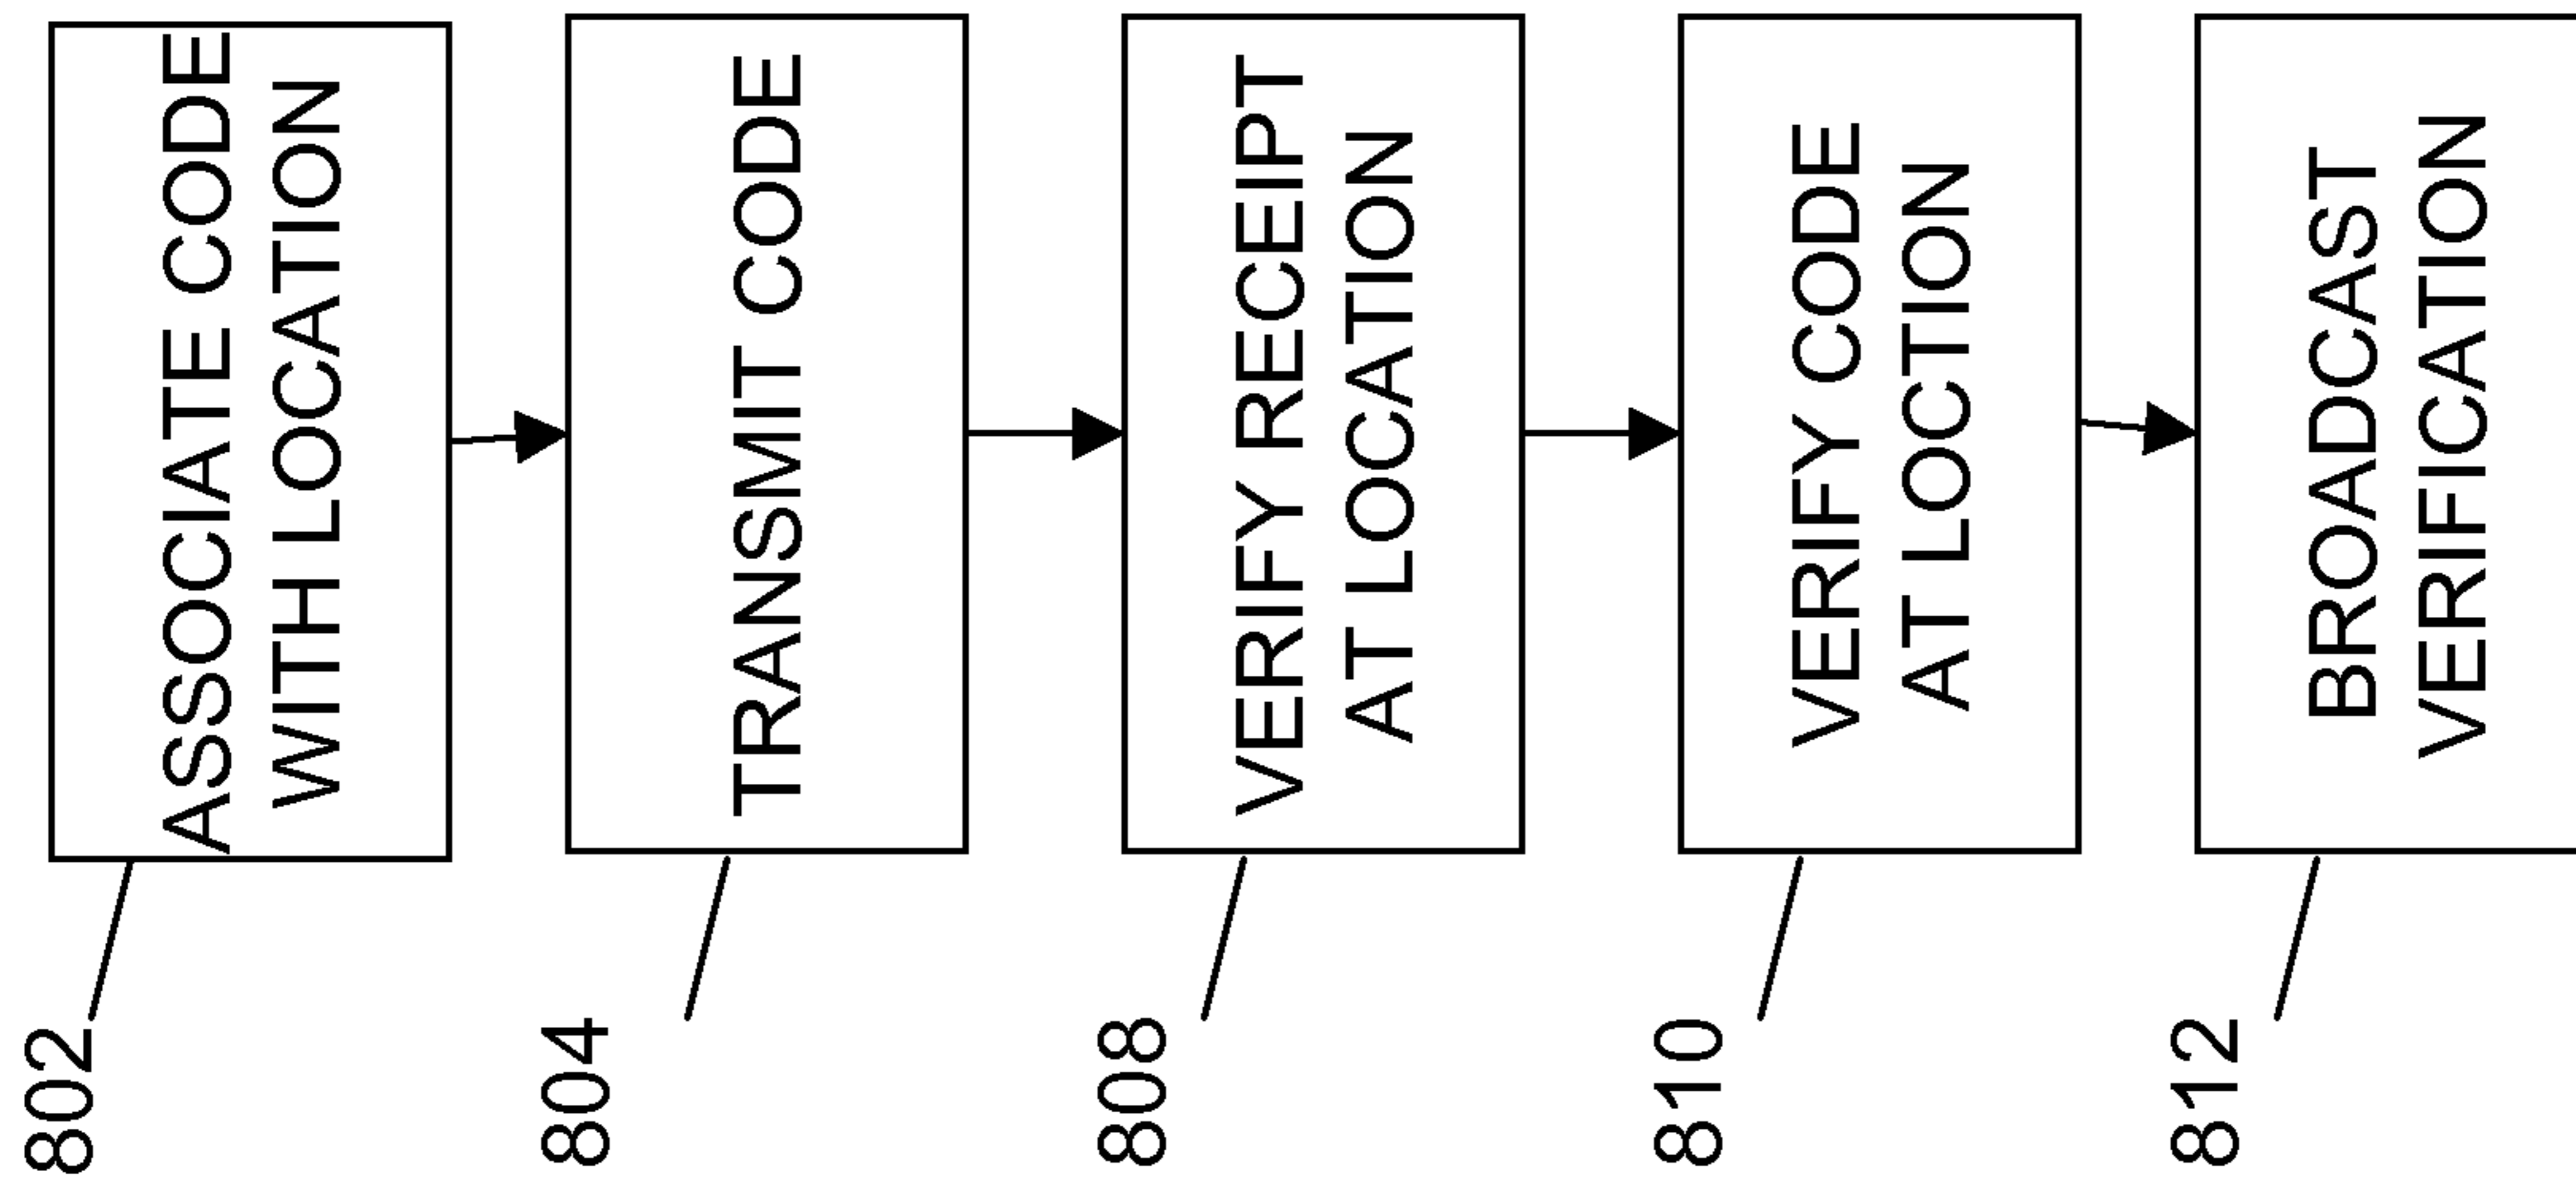 802
ASSOCIATE CODE
WITH LOCATION
804
TRANSMIT CODE
808
VERIFY RECEIPT
AT LOCATION
810
VERIFY CODE
AT LOCTION
812
BROADCAST
VERIFICATION